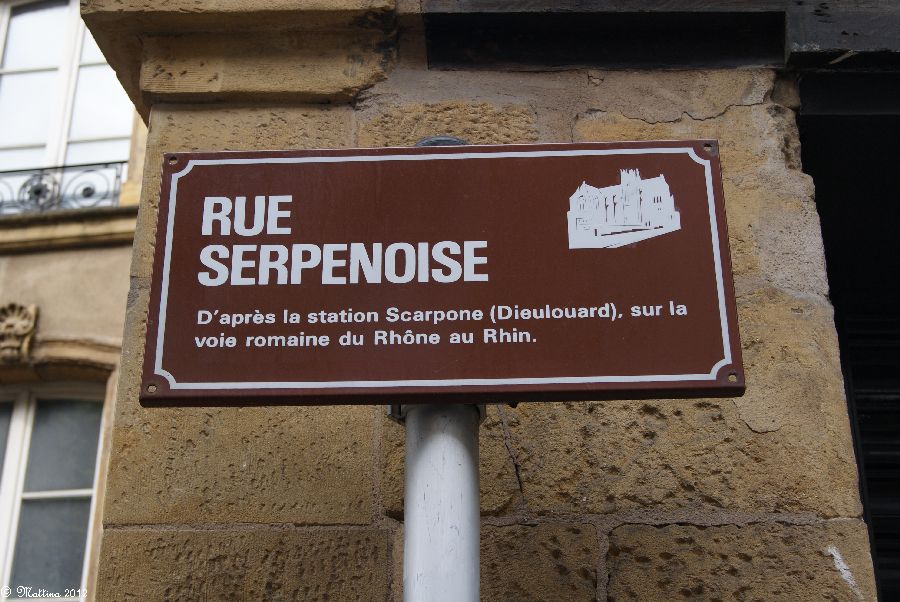 RUE
SERPENOISE
D'après la station Scarpone (Dieulouard), sur la
voie romaine du Rhône au Rhin.
© Mattina 2012